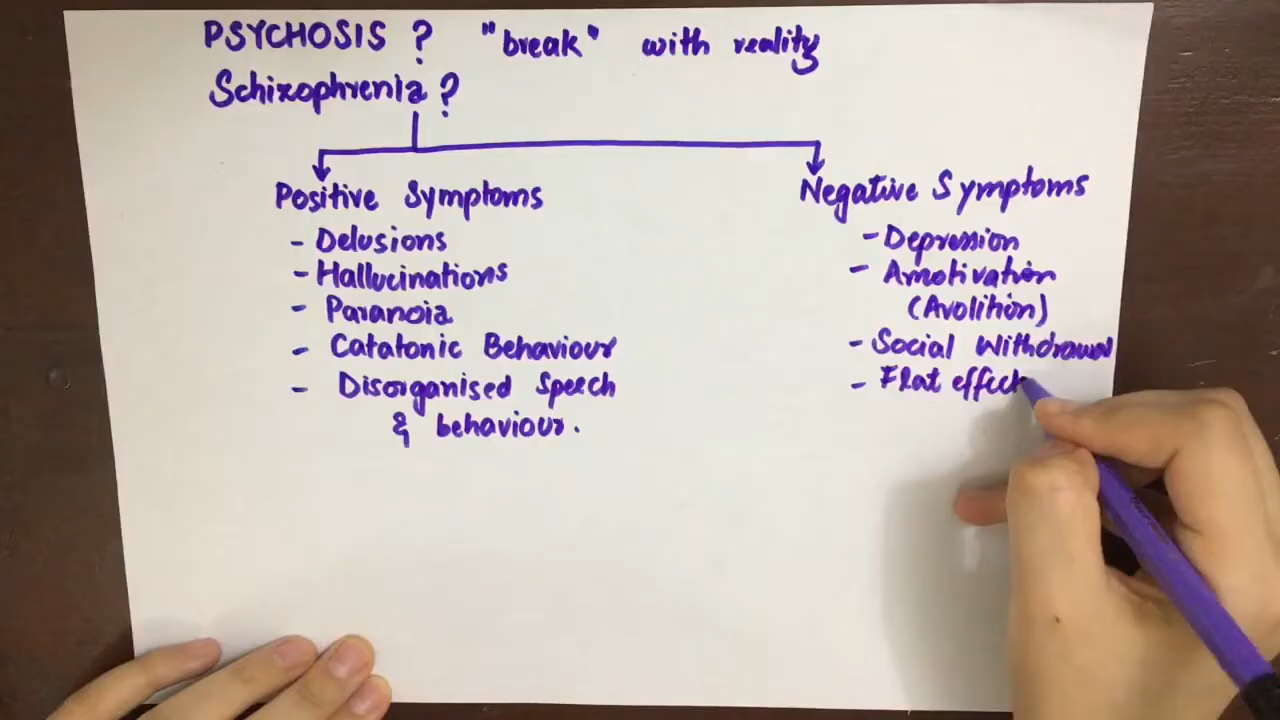 PSYCHOSIS ? "break" with reality
Schizophrenia ?
Positive Symptoms
- Delusions
- Hallucinations
- Paranoia
- Catatonic Behaviour
- Disorganised Speech
& behaviour.
Negative Symptoms
- Depression
- Amotivation
(Avolition)
- Social Withdrawal
- Flat effect